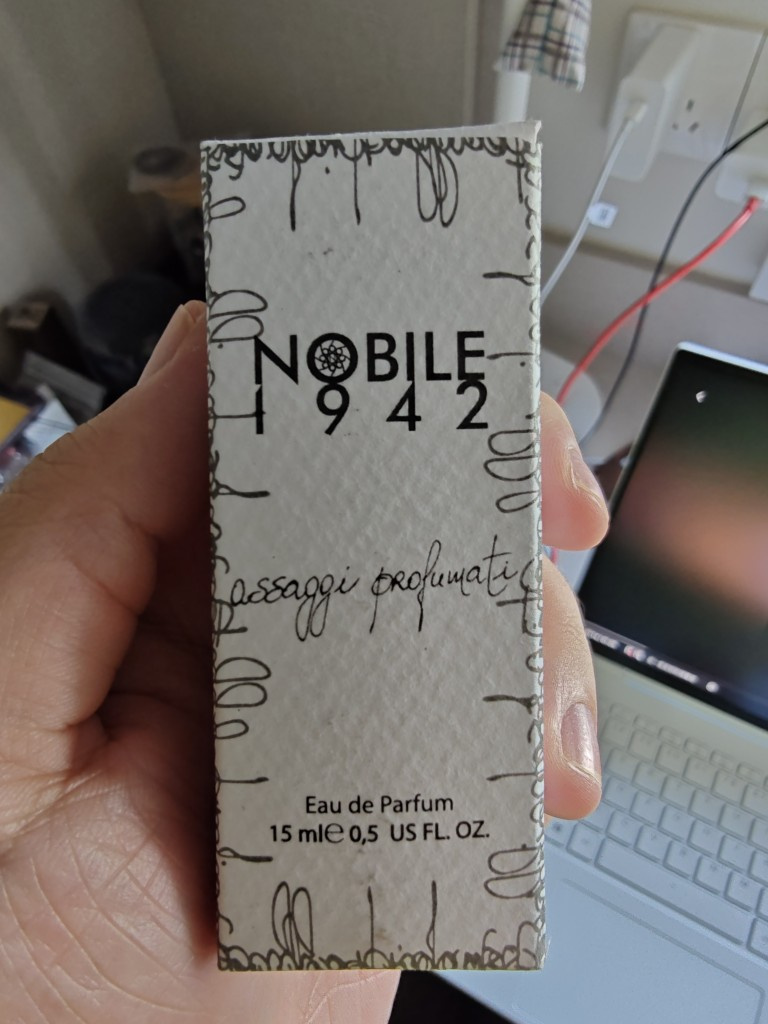 NOBILE
1942
assaggi profumati
Eau de Parfum
15 ml℮ 0,5 US FL. OZ.